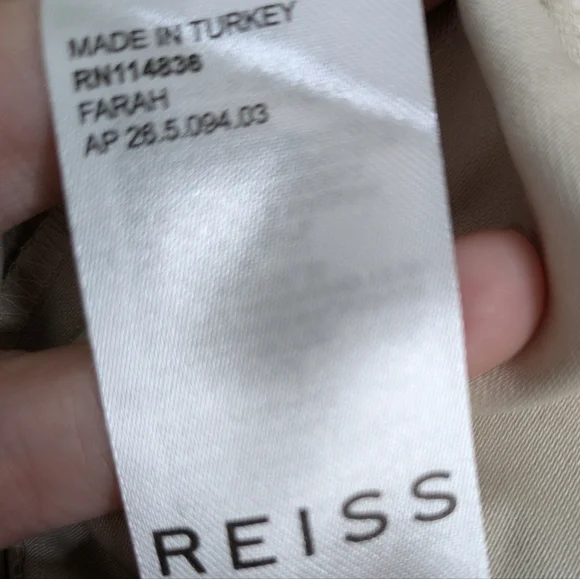 MADE IN TURKEY
RN114836
FARAH
AP 26.5.094.03
REISS